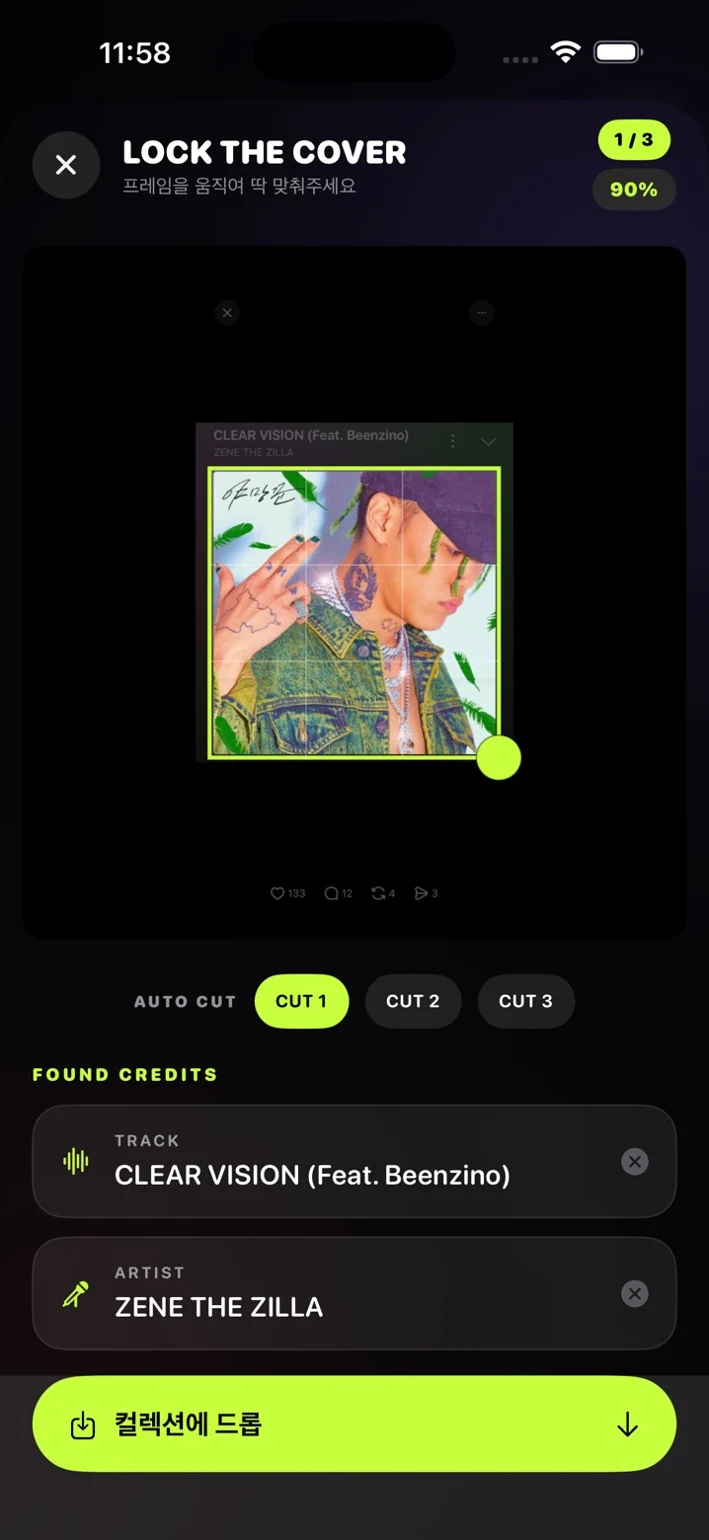 11:58
LOCK THE COVER
프레임을 움직여 딱 맞춰주세요
1 / 3
90%
CLEAR VISION (Feat. Beenzino)
ZENE THE ZILLA
야망꾼
133 12 4 3
AUTO CUT CUT 1 CUT 2 CUT 3
FOUND CREDITS
TRACK
CLEAR VISION (Feat. Beenzino)
ARTIST
ZENE THE ZILLA
컬렉션에 드롭